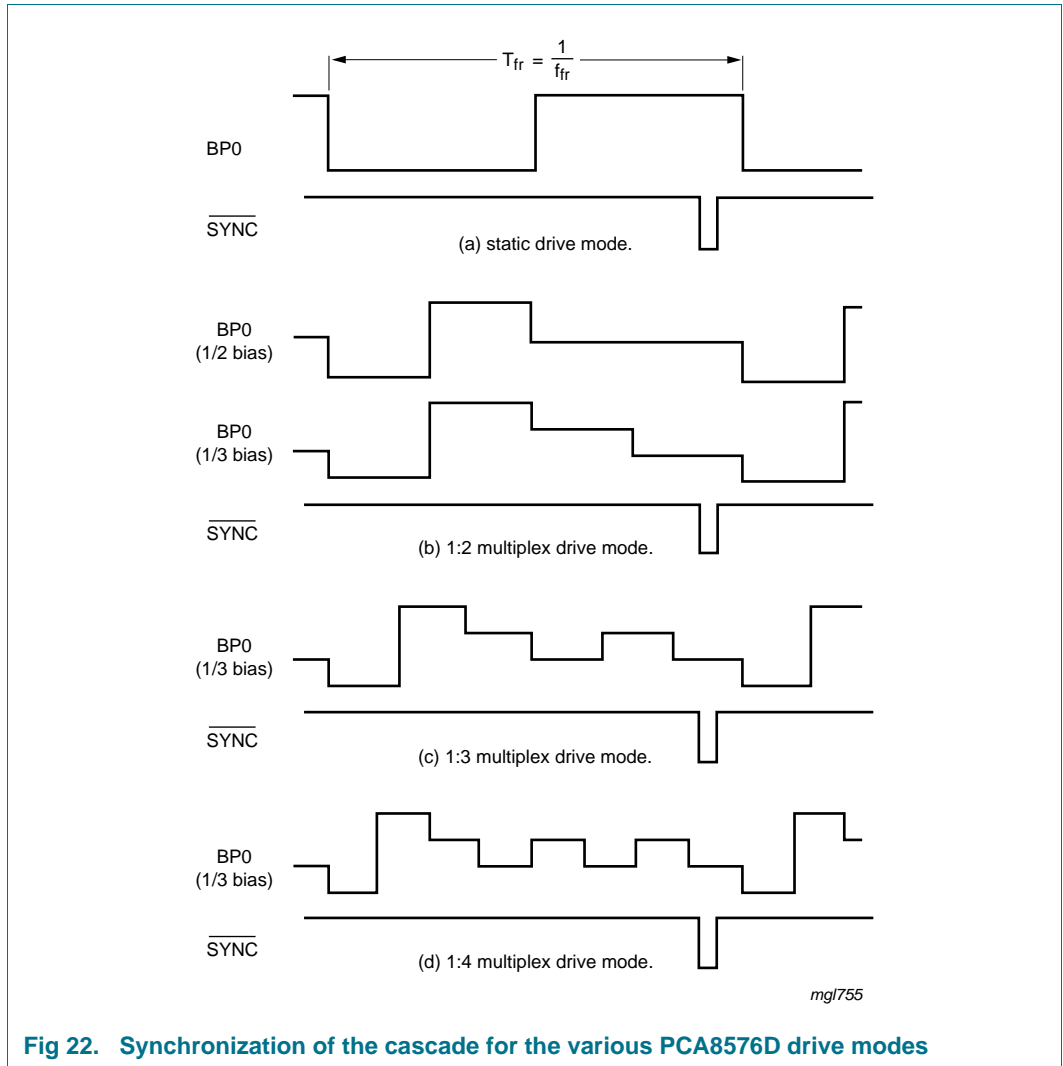 T_fr = 1/f_fr
BP0
SYNC
(a) static drive mode.
BP0
(1/2 bias)
BP0
(1/3 bias)
SYNC
(b) 1:2 multiplex drive mode.
BP0
(1/3 bias)
SYNC
(c) 1:3 multiplex drive mode.
BP0
(1/3 bias)
SYNC
(d) 1:4 multiplex drive mode.
mgl755
Fig 22. Synchronization of the cascade for the various PCA8576D drive modes